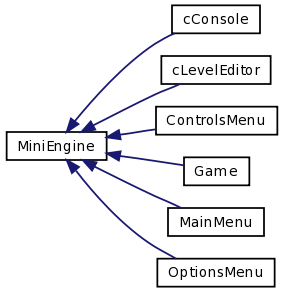 cConsole
cLevelEditor
ControlsMenu
MiniEngine
Game
MainMenu
OptionsMenu